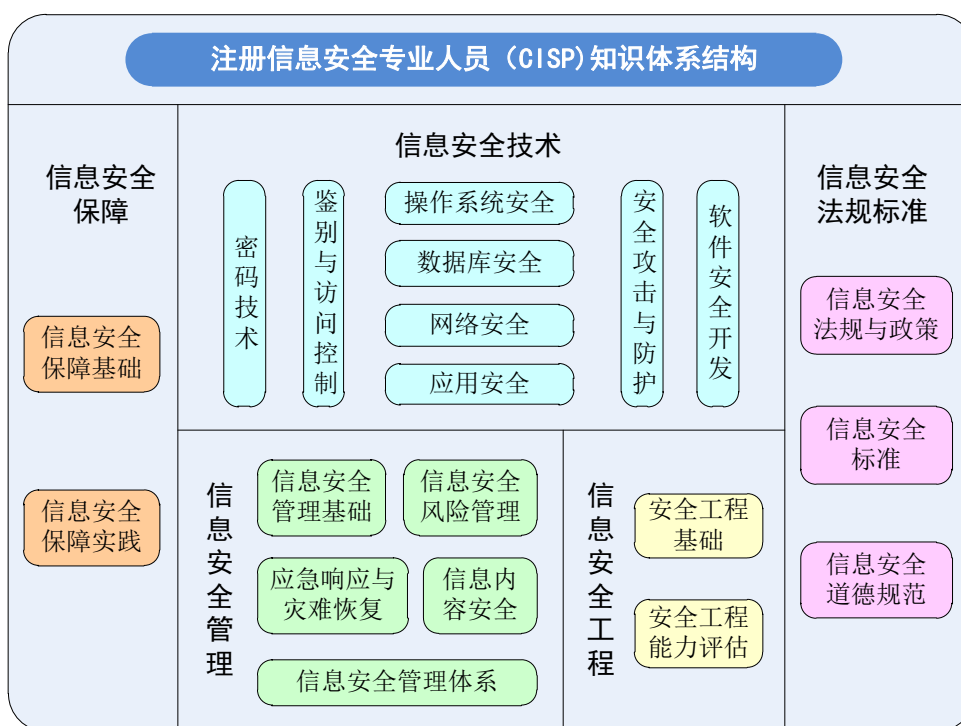 注册信息安全专业人员（CISP)知识体系结构
信息安全
保障
信息安全
保障基础
信息安全
保障实践
信息安全技术
密码技术
鉴别与访问控制
操作系统安全
数据库安全
网络安全
应用安全
安全攻击与防护
软件安全开发
信息安全管理
信息安全
管理基础
信息安全
风险管理
应急响应与
灾难恢复
信息内
容安全
信息安全管理体系
信息安全工程
安全工程
基础
安全工程
能力评估
信息安全
法规标准
信息安全
法规与政策
信息安全
标准
信息安全
道德规范